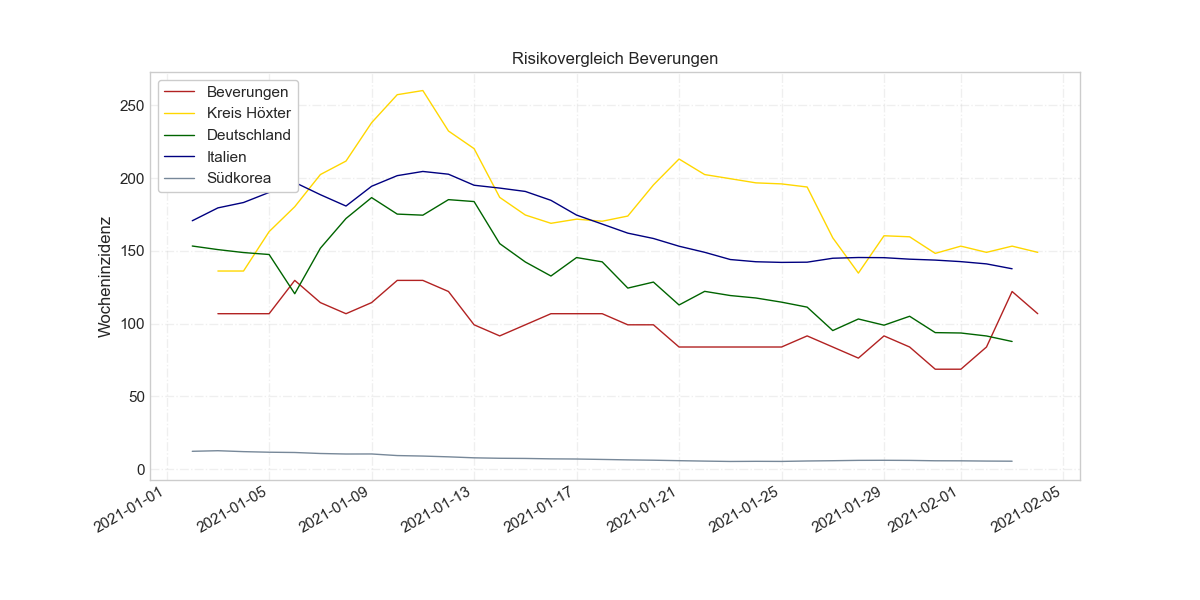 Risikovergleich Beverungen
Wocheninzidenz
250
200
150
100
50
0
Beverungen
Kreis Höxter
Deutschland
Italien
Südkorea
2021-01-01
2021-01-05
2021-01-09
2021-01-13
2021-01-17
2021-01-21
2021-01-25
2021-01-29
2021-02-01
2021-02-05